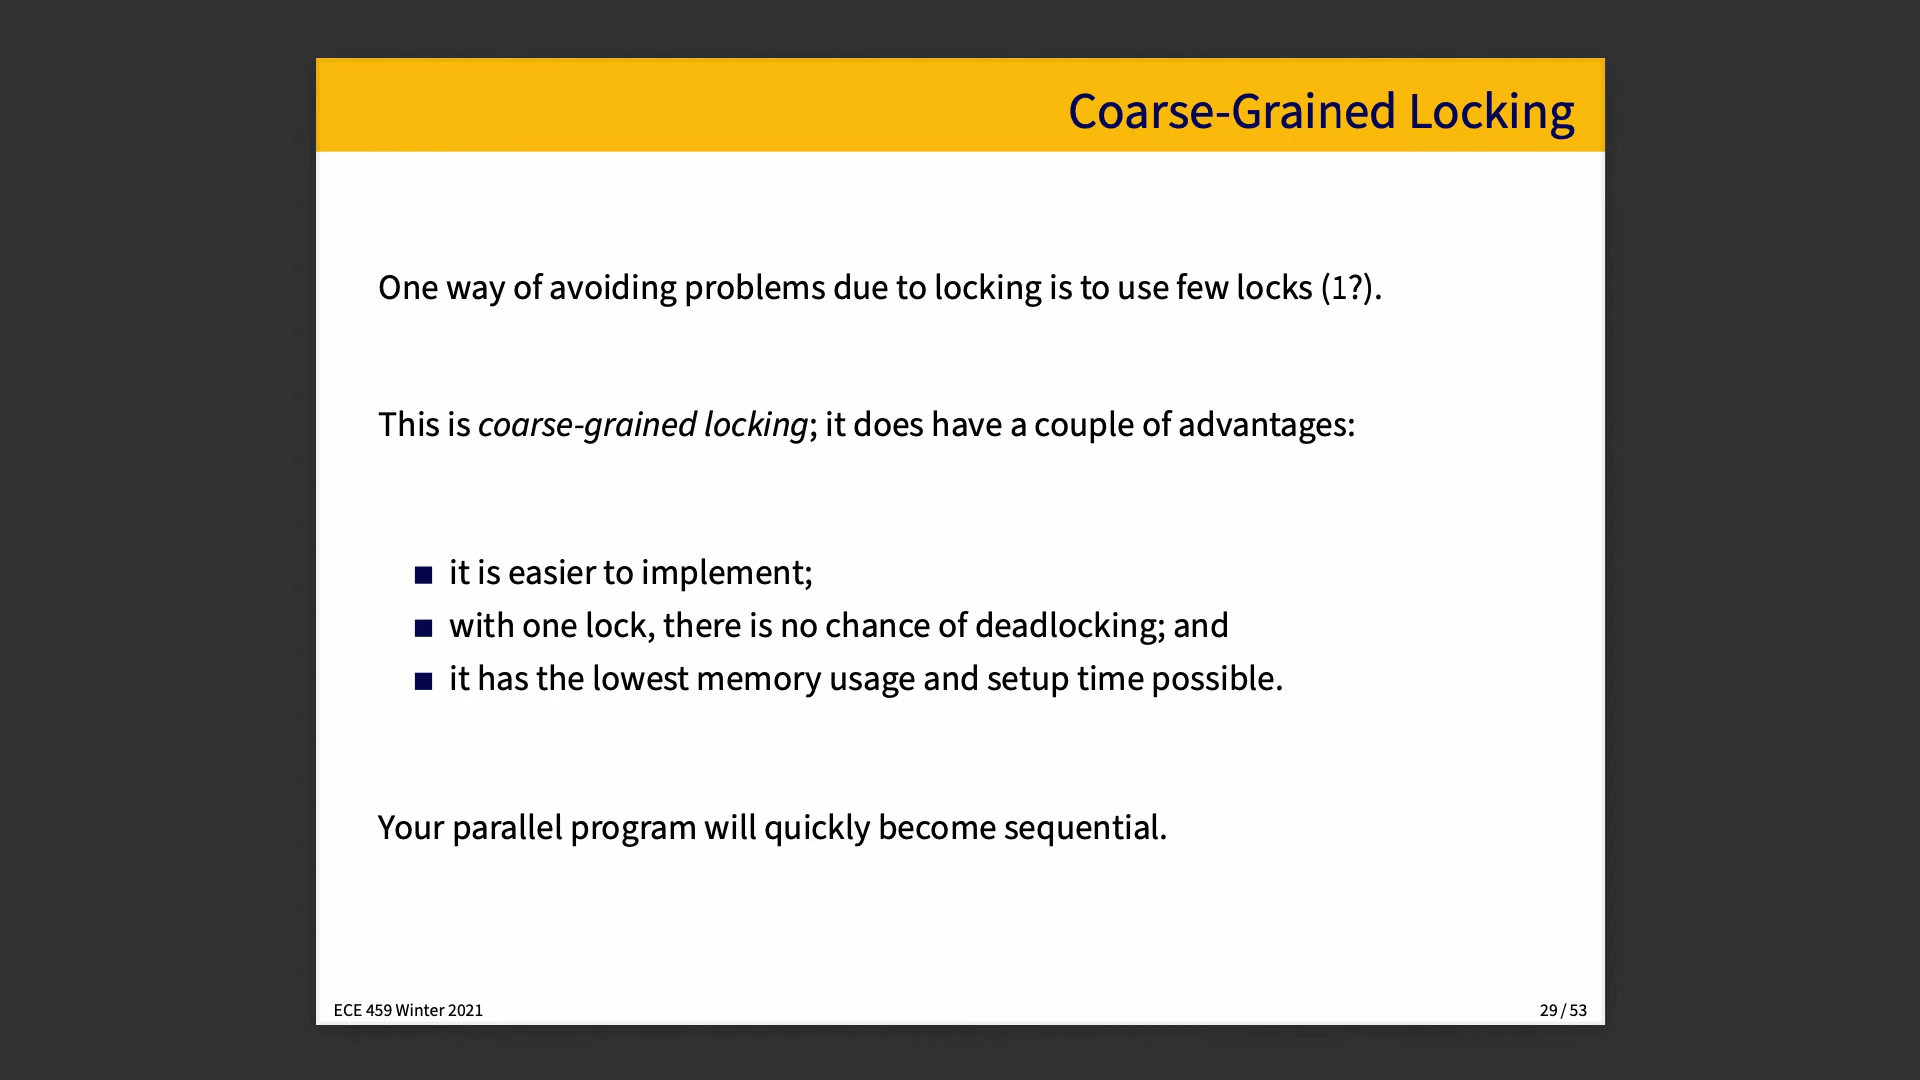 Coarse-Grained Locking
One way of avoiding problems due to locking is to use few locks (1?).
This is coarse-grained locking; it does have a couple of advantages:
■ it is easier to implement;
■ with one lock, there is no chance of deadlocking; and
■ it has the lowest memory usage and setup time possible.
Your parallel program will quickly become sequential.
ECE 459 Winter 2021
29 / 53